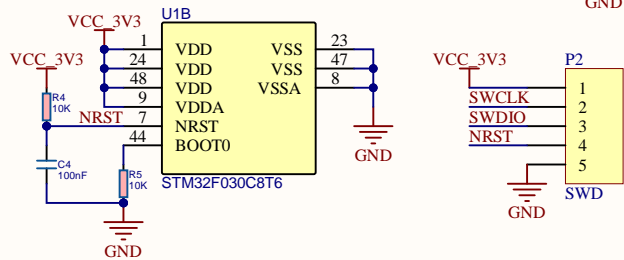 GND
U1B
VCC_3V3
VCC_3V3
1 VDD VSS 23
24 VDD VSS 47
48 VDD VSSA 8
9 VDDA
NRST 7 NRST
44 BOOT0
R4
10K
C4
100nF
R5
10K
STM32F030C8T6
GND
GND
P2
VCC_3V3
1
SWCLK 2
SWDIO 3
NRST 4
5
SWD
GND